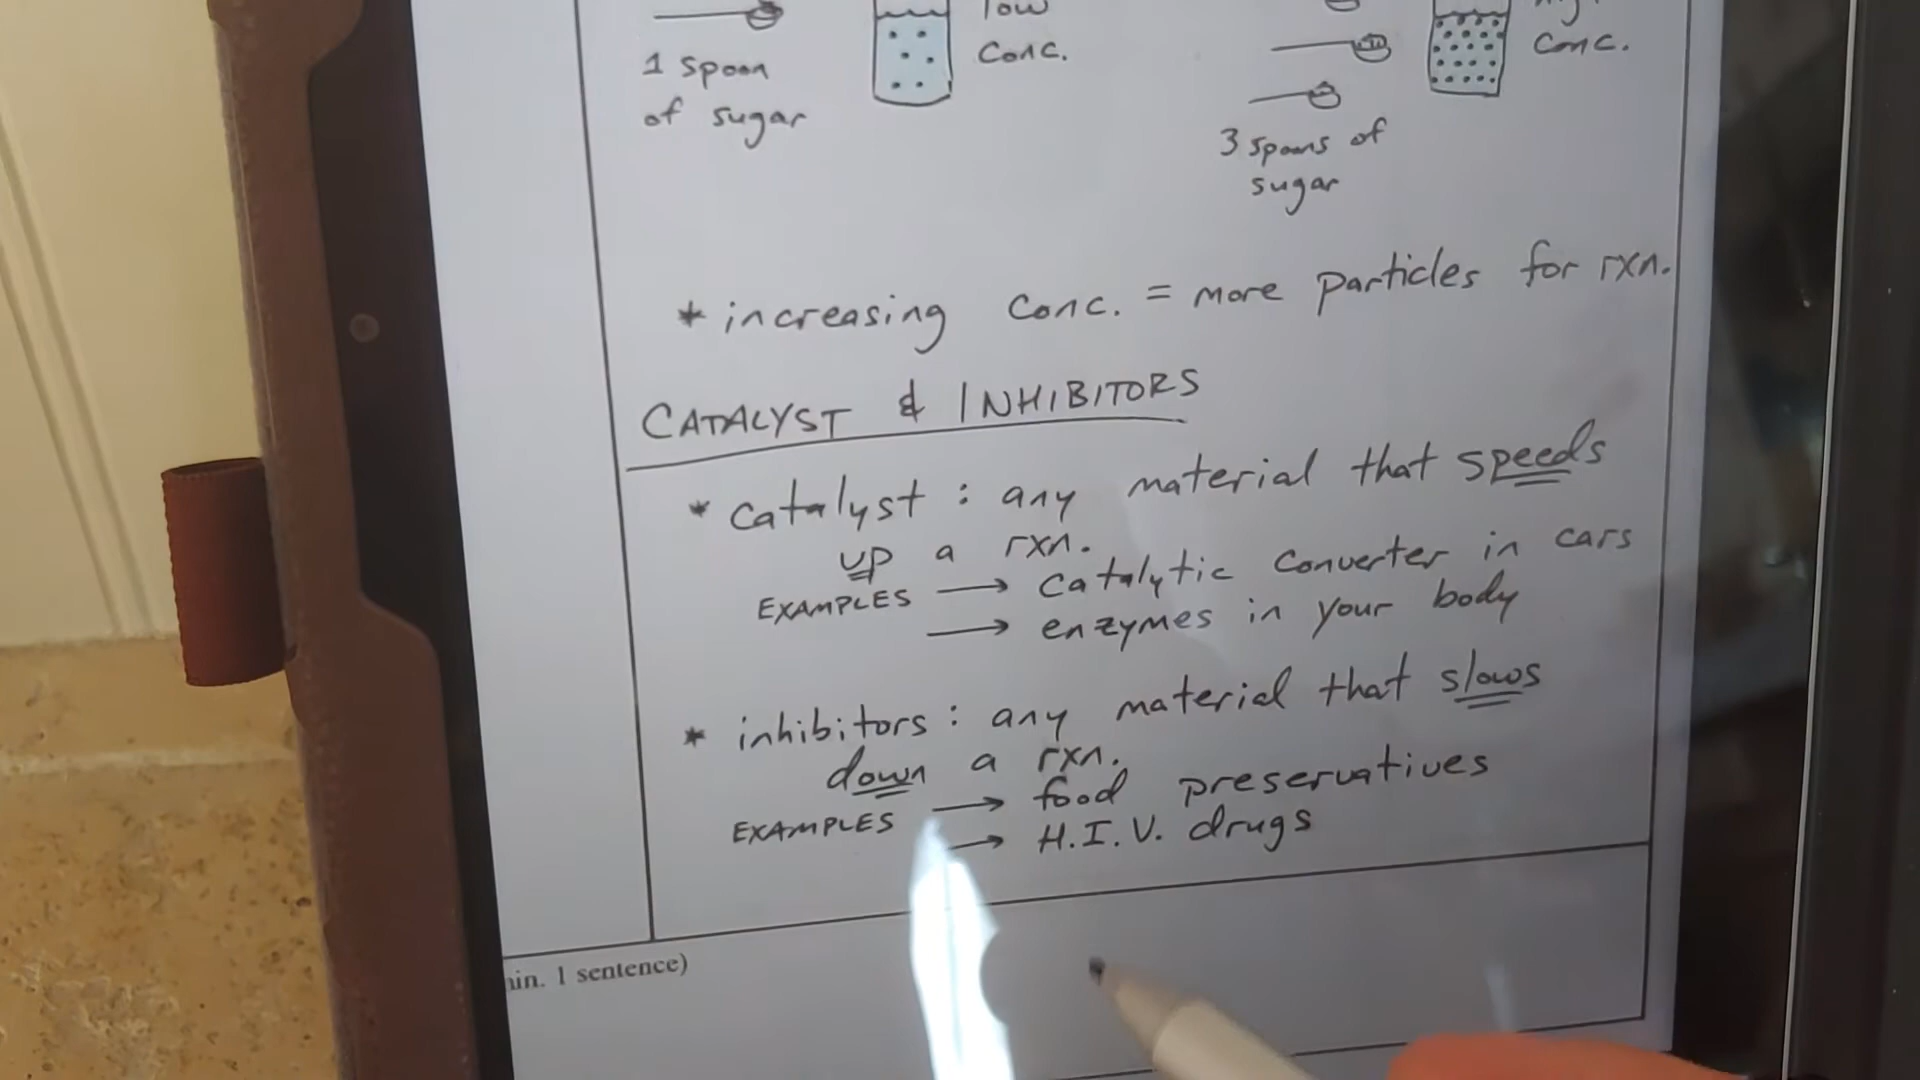 low
conc.
1 spoon
of sugar
conc.
3 spoons of
sugar
* increasing conc. = more particles for rxn.
CATALYST & INHIBITORS
* catalyst : any material that speeds
up a rxn.
EXAMPLES → catalytic converter in cars
→ enzymes in your body
* inhibitors : any material that slows
down a rxn.
EXAMPLES → food preservatives
→ H.I.V. drugs
in. 1 sentence)